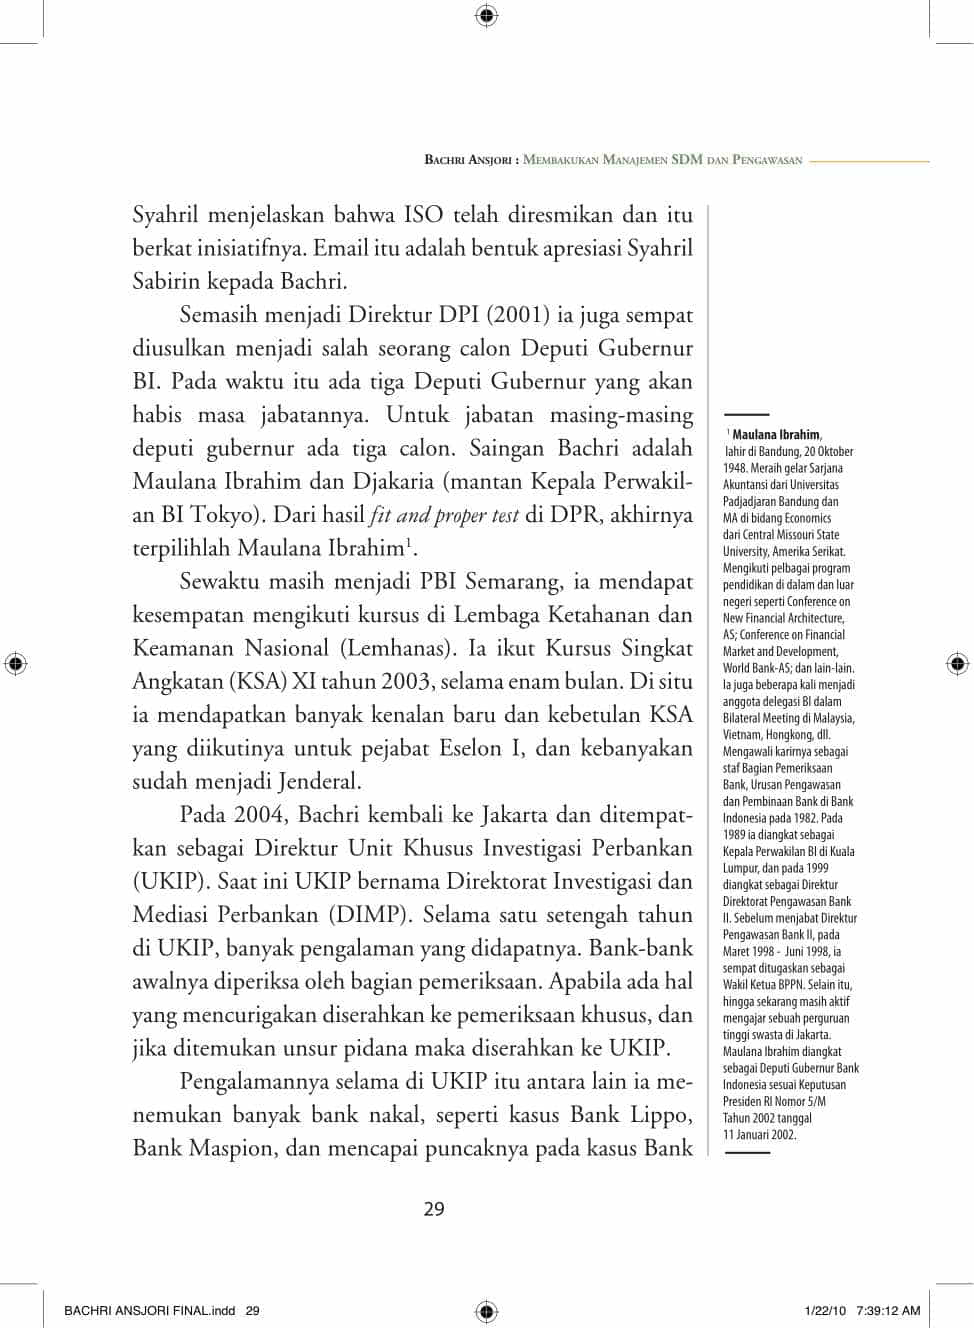 Bachri Ansjori : Membakukan Manajemen SDM dan Pengawasan
Syahril menjelaskan bahwa ISO telah diresmikan dan itu
berkat inisiatifnya. Email itu adalah bentuk apresiasi Syahril
Sabirin kepada Bachri.
Semasih menjadi Direktur DPI (2001) ia juga sempat
diusulkan menjadi salah seorang calon Deputi Gubernur
BI. Pada waktu itu ada tiga Deputi Gubernur yang akan
habis masa jabatannya. Untuk jabatan masing-masing
deputi gubernur ada tiga calon. Saingan Bachri adalah
Maulana Ibrahim dan Djakaria (mantan Kepala Perwakil-
an BI Tokyo). Dari hasil fit and proper test di DPR, akhirnya
terpilihlah Maulana Ibrahim¹.
Sewaktu masih menjadi PBI Semarang, ia mendapat
kesempatan mengikuti kursus di Lembaga Ketahanan dan
Keamanan Nasional (Lemhanas). Ia ikut Kursus Singkat
Angkatan (KSA) XI tahun 2003, selama enam bulan. Di situ
ia mendapatkan banyak kenalan baru dan kebetulan KSA
yang diikutinya untuk pejabat Eselon I, dan kebanyakan
sudah menjadi Jenderal.
Pada 2004, Bachri kembali ke Jakarta dan ditempat-
kan sebagai Direktur Unit Khusus Investigasi Perbankan
(UKIP). Saat ini UKIP bernama Direktorat Investigasi dan
Mediasi Perbankan (DIMP). Selama satu setengah tahun
di UKIP, banyak pengalaman yang didapatnya. Bank-bank
awalnya diperiksa oleh bagian pemeriksaan. Apabila ada hal
yang mencurigakan diserahkan ke pemeriksaan khusus, dan
jika ditemukan unsur pidana maka diserahkan ke UKIP.
Pengalamannya selama di UKIP itu antara lain ia me-
nemukan banyak bank nakal, seperti kasus Bank Lippo,
Bank Maspion, dan mencapai puncaknya pada kasus Bank
¹ Maulana Ibrahim,
lahir di Bandung, 20 Oktober
1948. Meraih gelar Sarjana
Akuntansi dari Universitas
Padjadjaran Bandung dan
MA di bidang Economics
dari Central Missouri State
University, Amerika Serikat.
Mengikuti pelbagai program
pendidikan di dalam dan luar
negeri seperti Conference on
New Financial Architecture,
AS; Conference on Financial
Market and Development,
World Bank-AS; dan lain-lain.
Ia juga beberapa kali menjadi
anggota delegasi BI dalam
Bilateral Meeting di Malaysia,
Vietnam, Hongkong, dll.
Mengawali karirnya sebagai
staf Bagian Pemeriksaan
Bank, Urusan Pengawasan
dan Pembinaan Bank di Bank
Indonesia pada 1982. Pada
1989 ia diangkat sebagai
Kepala Perwakilan BI di Kuala
Lumpur, dan pada 1999
diangkat sebagai Direktur
Direktorat Pengawasan Bank
II. Sebelum menjabat Direktur
Pengawasan Bank II, pada
Maret 1998 - Juni 1998, ia
sempat ditugaskan sebagai
Wakil Ketua BPPN. Selain itu,
hingga sekarang masih aktif
mengajar sebuah perguruan
tinggi swasta di Jakarta.
Maulana Ibrahim diangkat
sebagai Deputi Gubernur Bank
Indonesia sesuai Keputusan
Presiden RI Nomor 5/M
Tahun 2002 tanggal
11 Januari 2002.
29
BACHRI ANSJORI FINAL.indd 29
1/22/10 7:39:12 AM